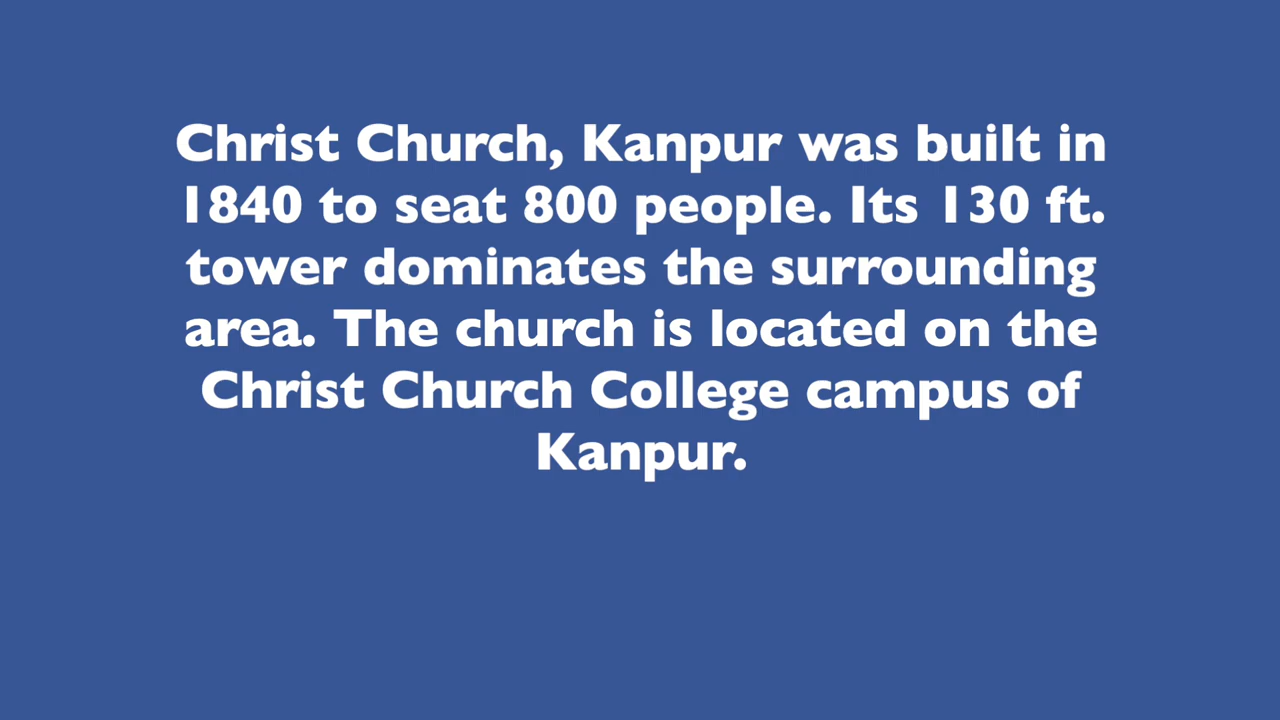 Christ Church, Kanpur was built in
1840 to seat 800 people. Its 130 ft.
tower dominates the surrounding
area. The church is located on the
Christ Church College campus of
Kanpur.